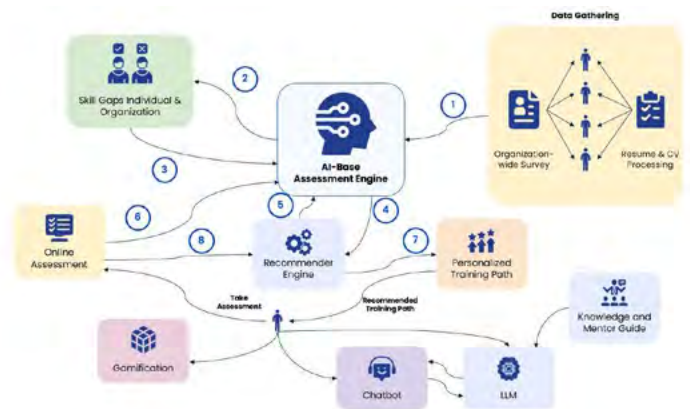 Data Gathering
2
1
Skill Gaps Individual &
Organization
AI-Base
Assessment Engine
Organization-
wide Survey
Resume & CV
Processing
3
6
5
4
8
7
Online
Assessment
Recommender
Engine
Personalized
Training Path
Take
Assessment
Recommended
Training Path
Knowledge and
Mentor Guide
Gamification
Chatbot
LLM